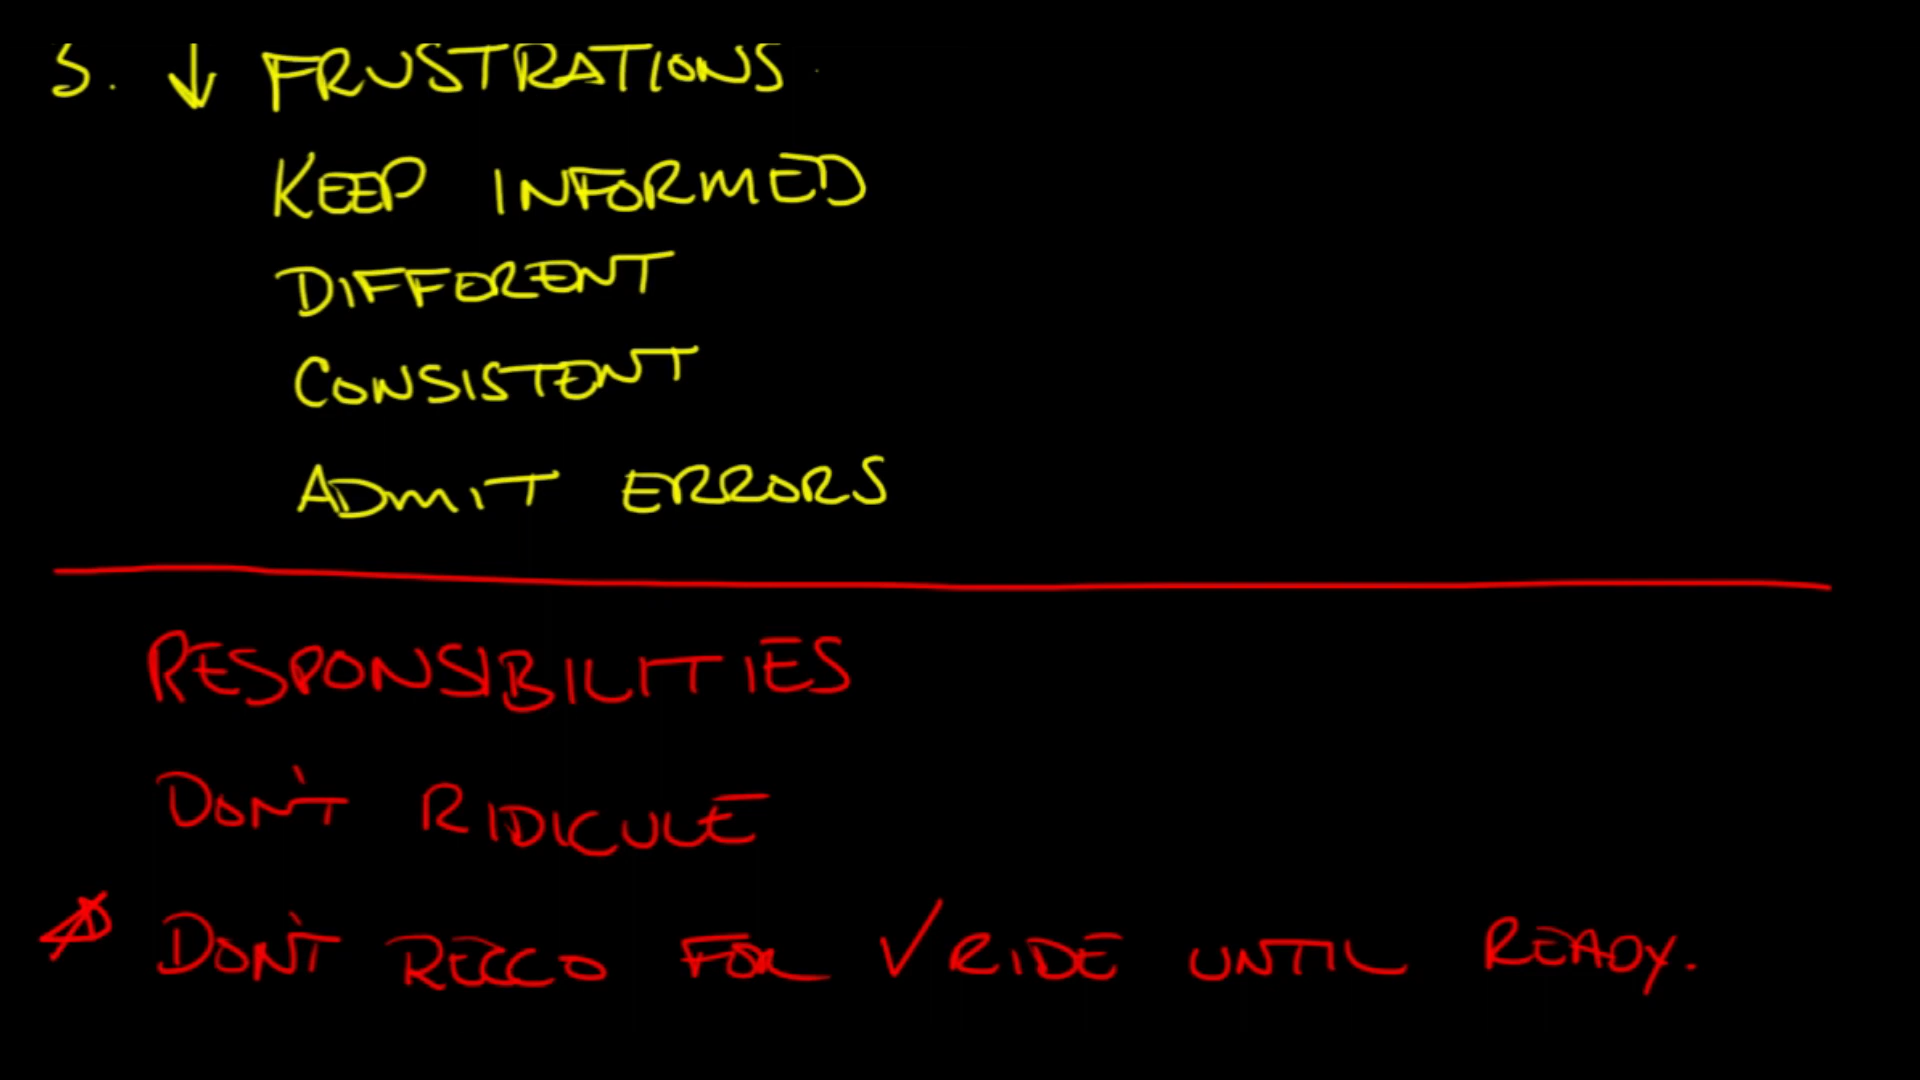 5. ↓ FRUSTRATIONS
KEEP INFORMED
DIFFERENT
CONSISTENT
ADMIT ERRORS
RESPONSIBILITIES
DON'T RIDICULE
DON'T RECCO FOR √ RIDE UNTIL READY.